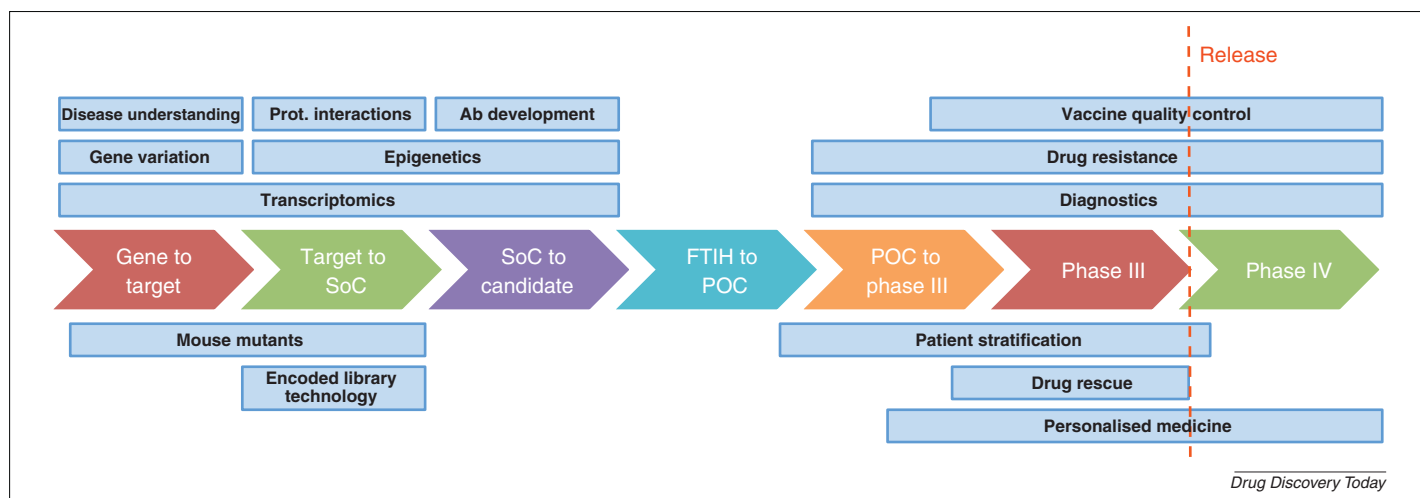 Release
Disease understanding
Prot. interactions
Ab development
Vaccine quality control
Gene variation
Epigenetics
Drug resistance
Transcriptomics
Diagnostics
Gene to
target
Target to
SoC
SoC to
candidate
FTIH to
POC
POC to
phase III
Phase III
Phase IV
Mouse mutants
Patient stratification
Encoded library
technology
Drug rescue
Personalised medicine
Drug Discovery Today